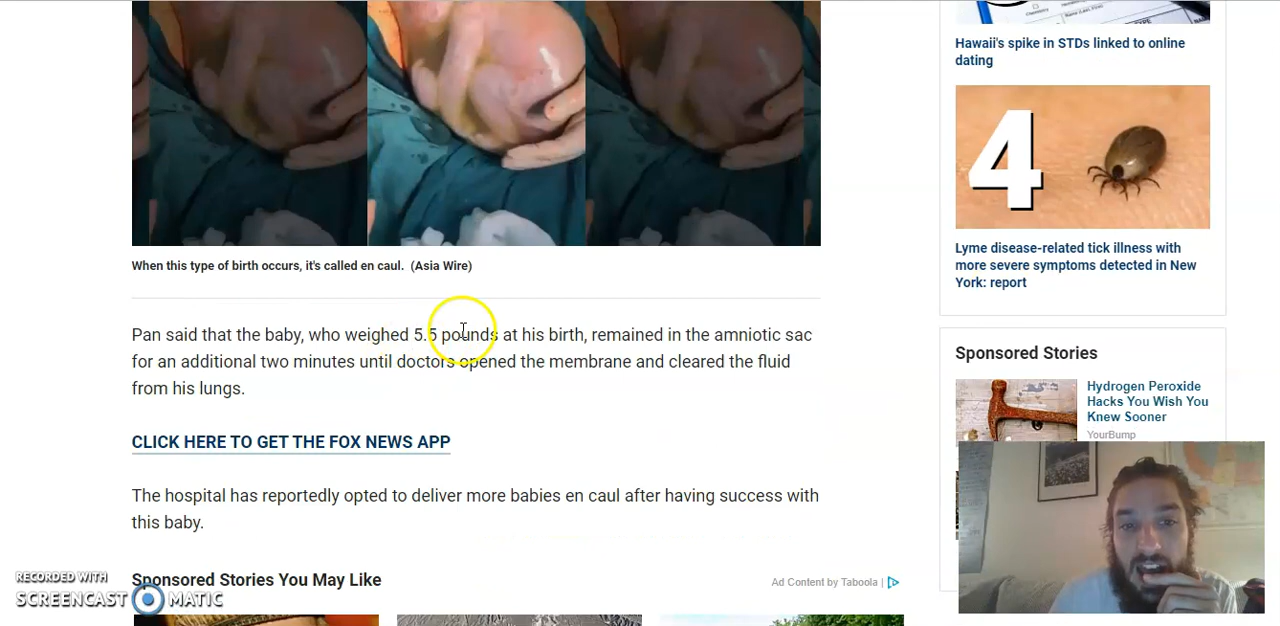 Hawaii's spike in STDs linked to online
dating
4
Lyme disease-related tick illness with
more severe symptoms detected in New
York: report
When this type of birth occurs, it's called en caul. (Asia Wire)
Pan said that the baby, who weighed 5.5 pounds at his birth, remained in the amniotic sac
for an additional two minutes until doctors opened the membrane and cleared the fluid
from his lungs.
CLICK HERE TO GET THE FOX NEWS APP
The hospital has reportedly opted to deliver more babies en caul after having success with
this baby.
Sponsored Stories You May Like
Ad Content by Taboola |
Sponsored Stories
Hydrogen Peroxide
Hacks You Wish You
Knew Sooner
YourBump
RECORDED WITH
SCREENCAST MATIC